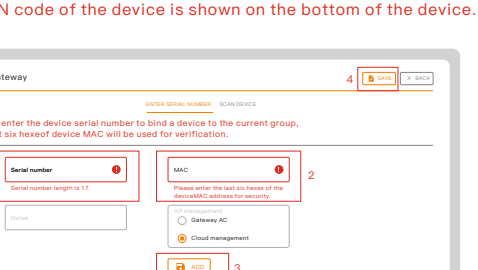 N code of the device is shown on the bottom of the device.
teway
4 SAVE X BACK
ENTER SERIAL NUMBER SCAN DEVICE
enter the device serial number to bind a device to the current group,
t six hexeof device MAC will be used for verification.
Serial number
MAC
2
Serial number length is 17.
Please enter the last six hexes of the
deviceMAC address for security.
Notes
AP management
Gateway AC
Cloud management
ADD 3